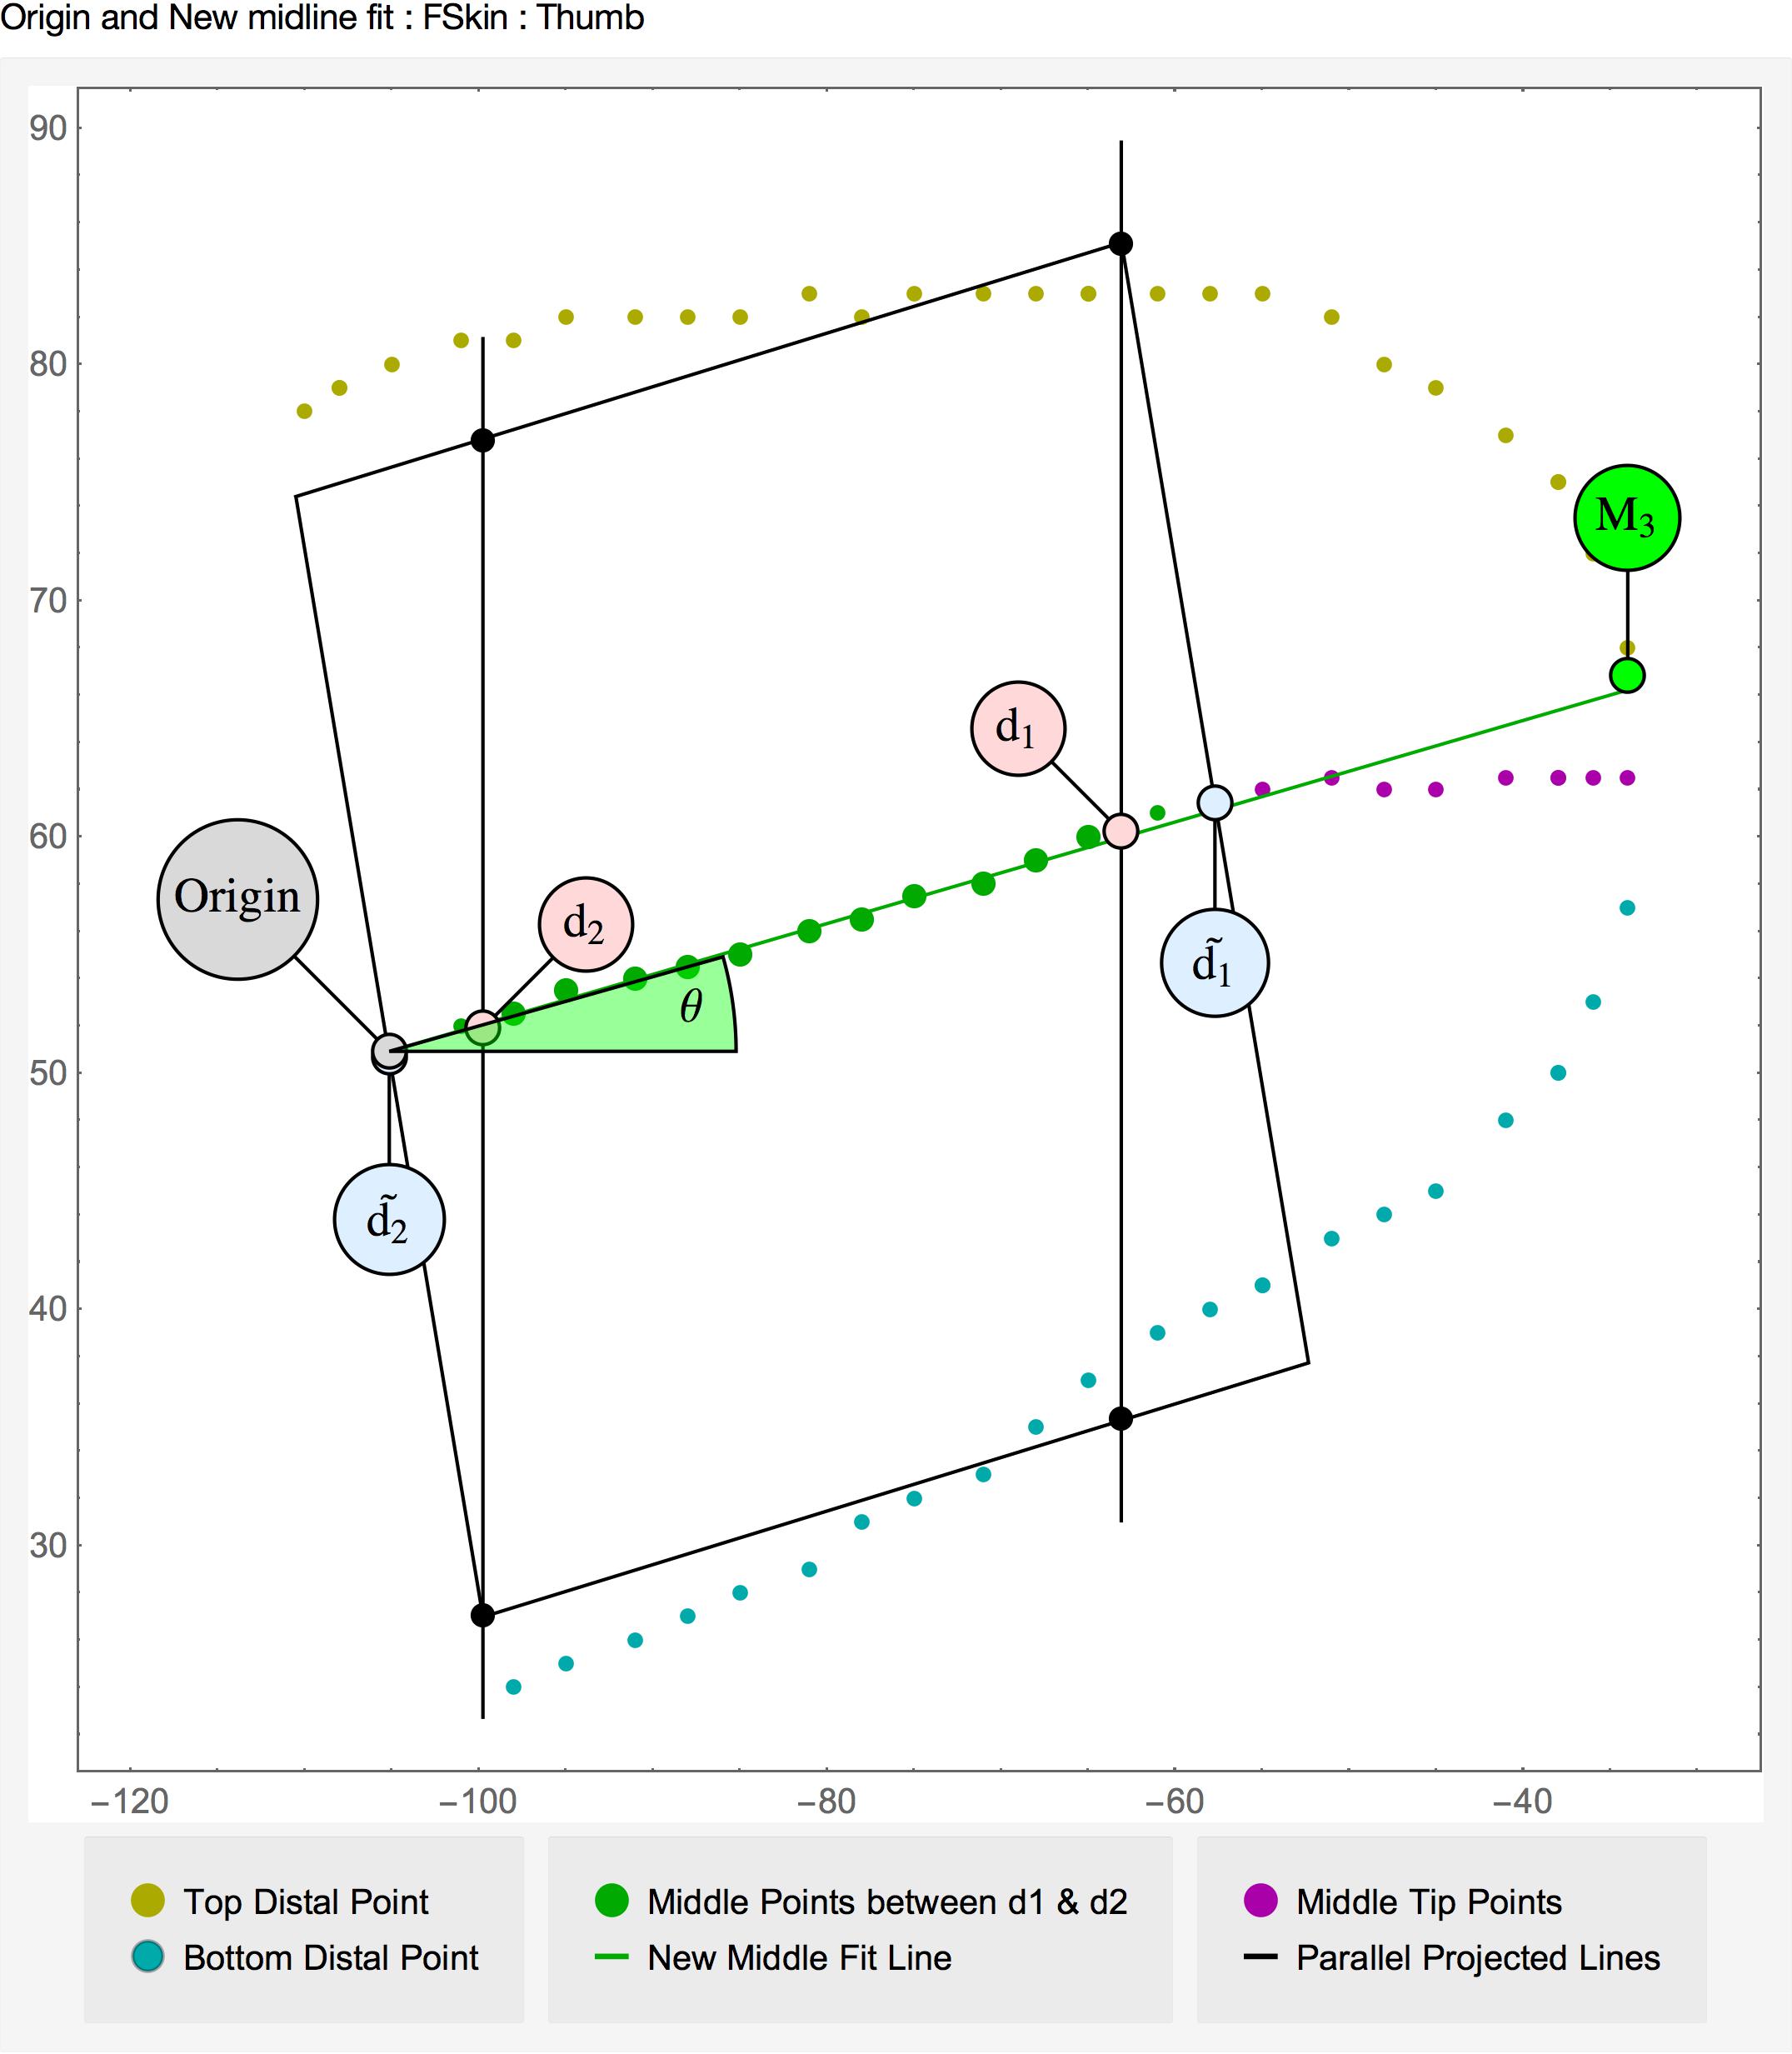 Origin and New midline fit : FSkin : Thumb
90
80
M₃
70
d₁
60
Origin
d₂
d̃₁
θ
50
d̃₂
40
30
−120 −100 −80 −60 −40
Top Distal Point
Bottom Distal Point
Middle Points between d1 & d2
New Middle Fit Line
Middle Tip Points
Parallel Projected Lines